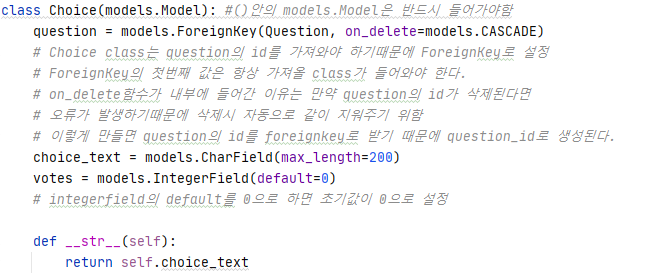 class Choice(models.Model): #()안의 models.Model은 반드시 들어가야함
    question = models.ForeignKey(Question, on_delete=models.CASCADE)
    # Choice class는 question의 id를 가져와야 하기때문에 ForeignKey로 설정
    # ForeignKey의 첫번째 값은 항상 가져올 class가 들어와야 한다.
    # on_delete함수가 내부에 들어간 이유는 만약 question의 id가 삭제된다면
    # 오류가 발생하기때문에 삭제시 자동으로 같이 지워주기 위함
    # 이렇게 만들면 question의 id를 foreignkey로 받기 때문에 question_id로 생성된다.
    choice_text = models.CharField(max_length=200)
    votes = models.IntegerField(default=0)
    # integerfield의 default를 0으로 하면 초기값이 0으로 설정

    def __str__(self):
        return self.choice_text